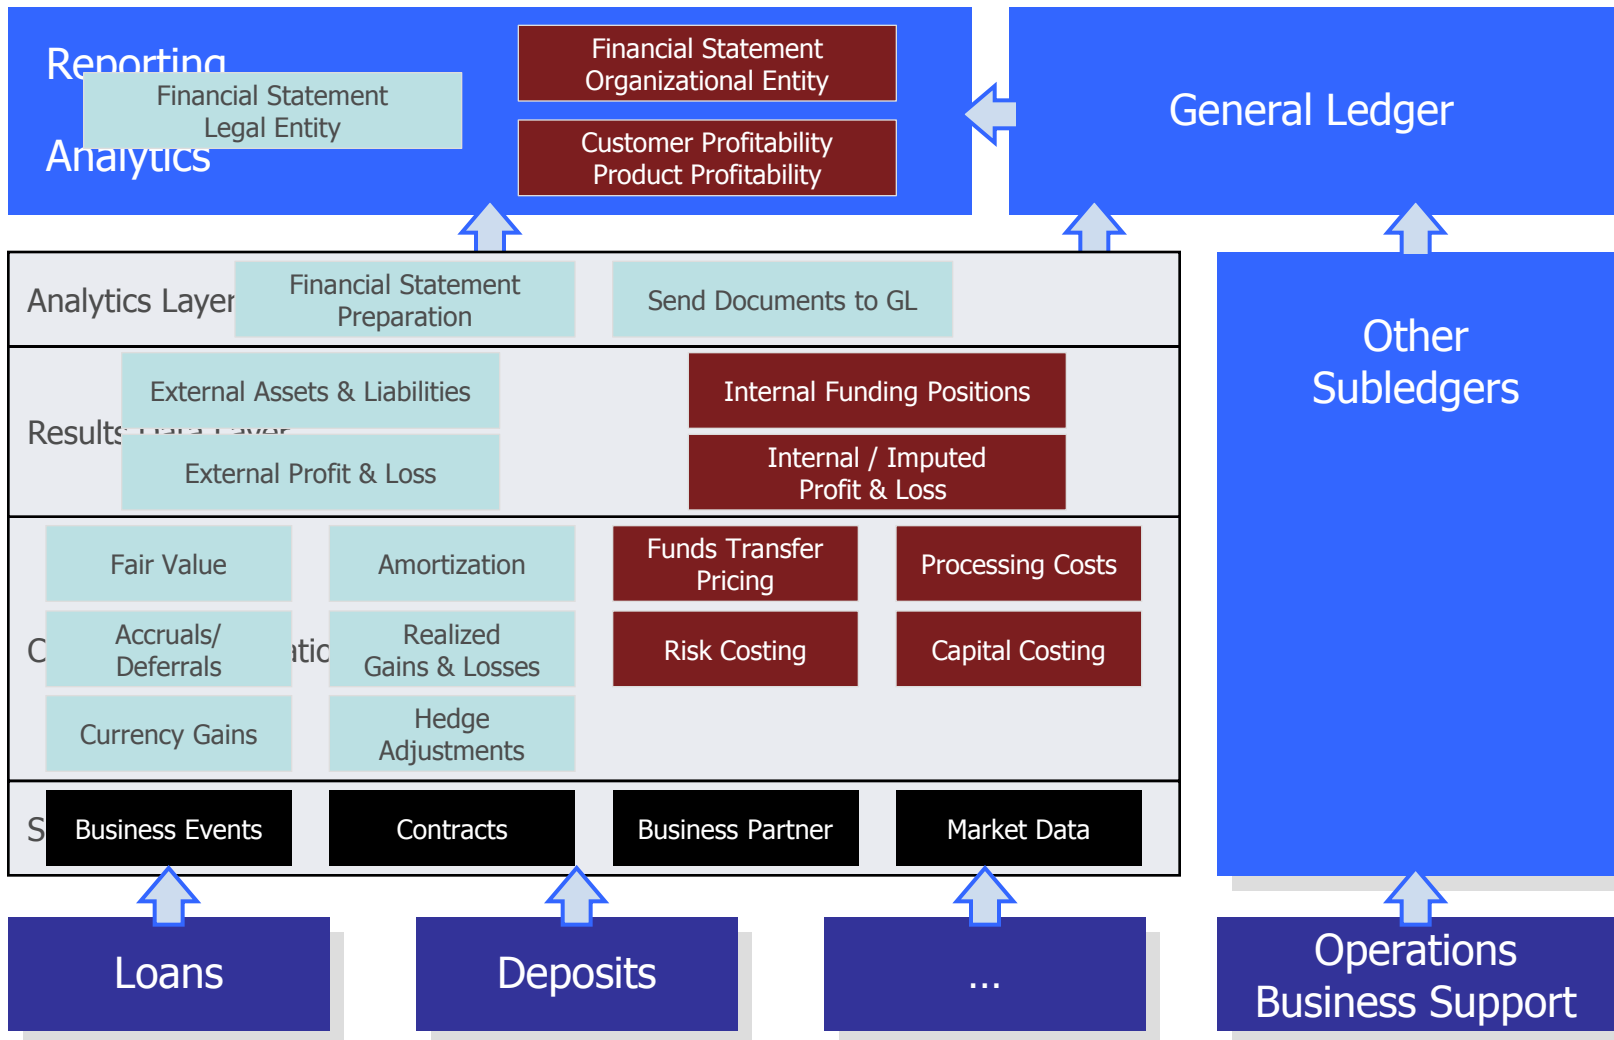 Reporting
Analytics
Financial Statement
Legal Entity
Financial Statement
Organizational Entity
Customer Profitability
Product Profitability
General Ledger
Analytics Layer
Financial Statement
Preparation
Send Documents to GL
Results Data Layer
External Assets & Liabilities
External Profit & Loss
Internal Funding Positions
Internal / Imputed
Profit & Loss
Fair Value
Amortization
Funds Transfer
Pricing
Processing Costs
Accruals/
Deferrals
Realized
Gains & Losses
Risk Costing
Capital Costing
Currency Gains
Hedge
Adjustments
Business Events
Contracts
Business Partner
Market Data
Other
Subledgers
Loans
Deposits
...
Operations
Business Support